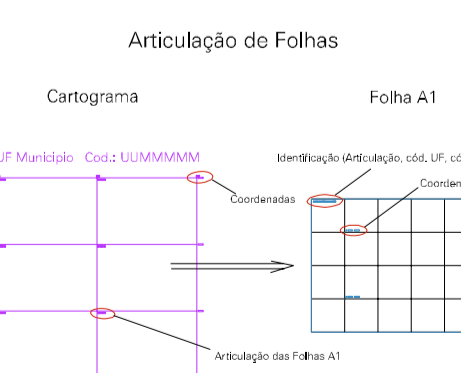 Articulação de Folhas
Cartograma
Folha A1
UF Municipio Cod.: UUMMMMM
Identificação (Articulação, cód. UF, có
Coorden
Coordenadas
Articulação das Folhas A1